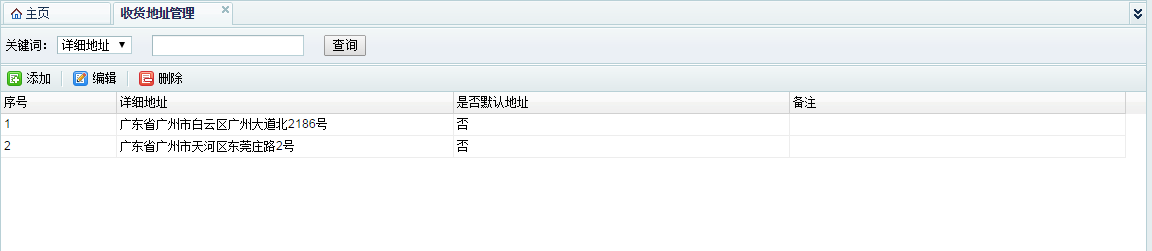 主页 收货地址管理
关键词： 详细地址 查询
添加 编辑 删除
序号 详细地址 是否默认地址 备注
1 广东省广州市白云区广州大道北2186号 否
2 广东省广州市天河区东莞庄路2号 否